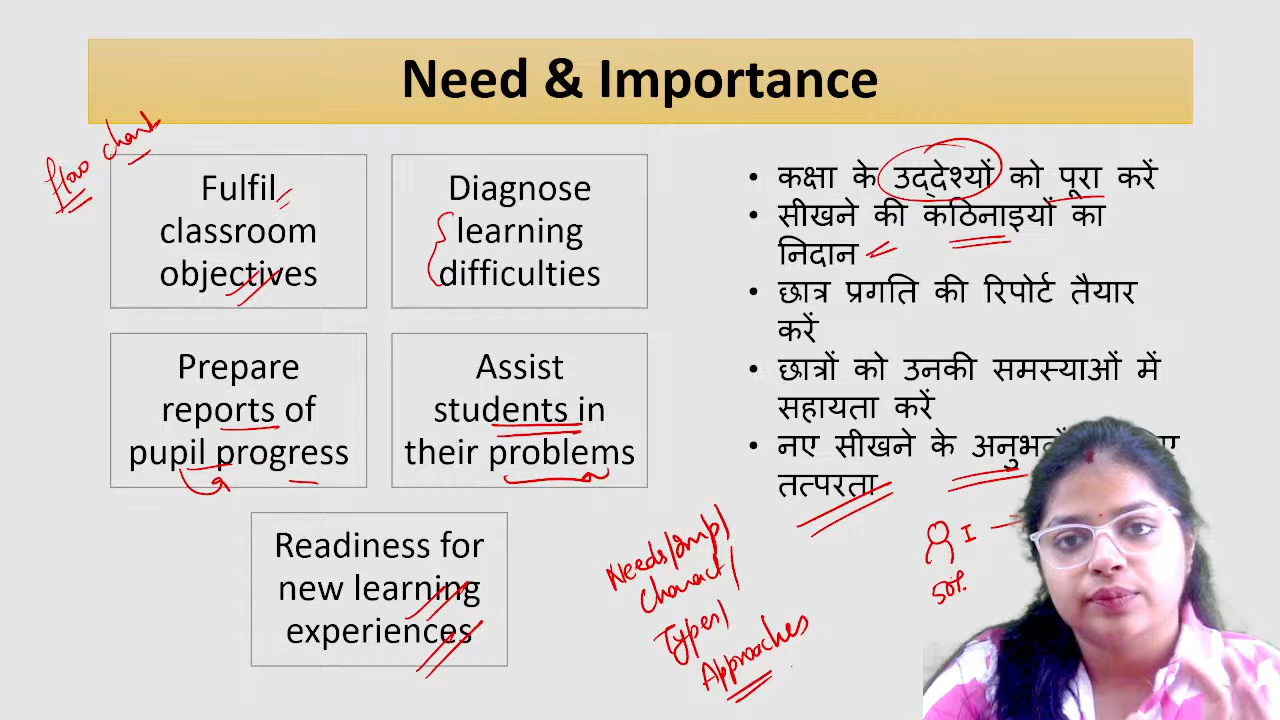 Need & Importance
flow chart
Fulfil
classroom
objectives
Diagnose
learning
difficulties
Prepare
reports of
pupil progress
Assist
students in
their problems
Readiness for
new learning
experiences
• कक्षा के उद्देश्यों को पूरा करें
• सीखने की कठिनाइयों का
निदान
• छात्र प्रगति की रिपोर्ट तैयार
करें
• छात्रों को उनकी समस्याओं में
सहायता करें
• नए सीखने के
तत्परता
Needs/Imp/
Charact/
Types/
Approaches
I
50%